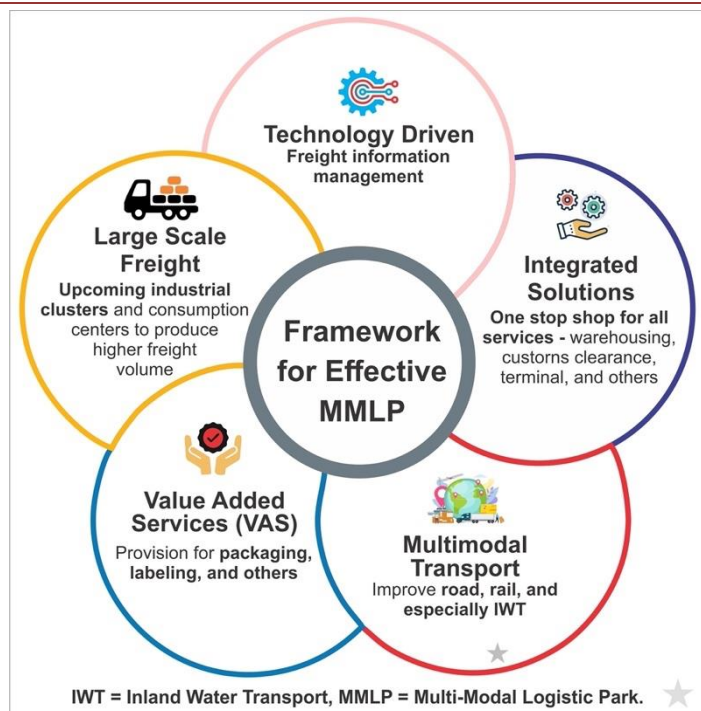 Technology Driven
Freight information
management
Large Scale
Freight
Upcoming industrial
clusters and consumption
centers to produce
higher freight
volume
Integrated
Solutions
One stop shop for all
services - warehousing,
custorns clearance,
terminal, and others
Framework
for Effective
MMLP
Value Added
Services (VAS)
Provision for packaging,
labeling, and others
Multimodal
Transport
Improve road, rail, and
especially IWT
IWT = Inland Water Transport, MMLP = Multi-Modal Logistic Park.